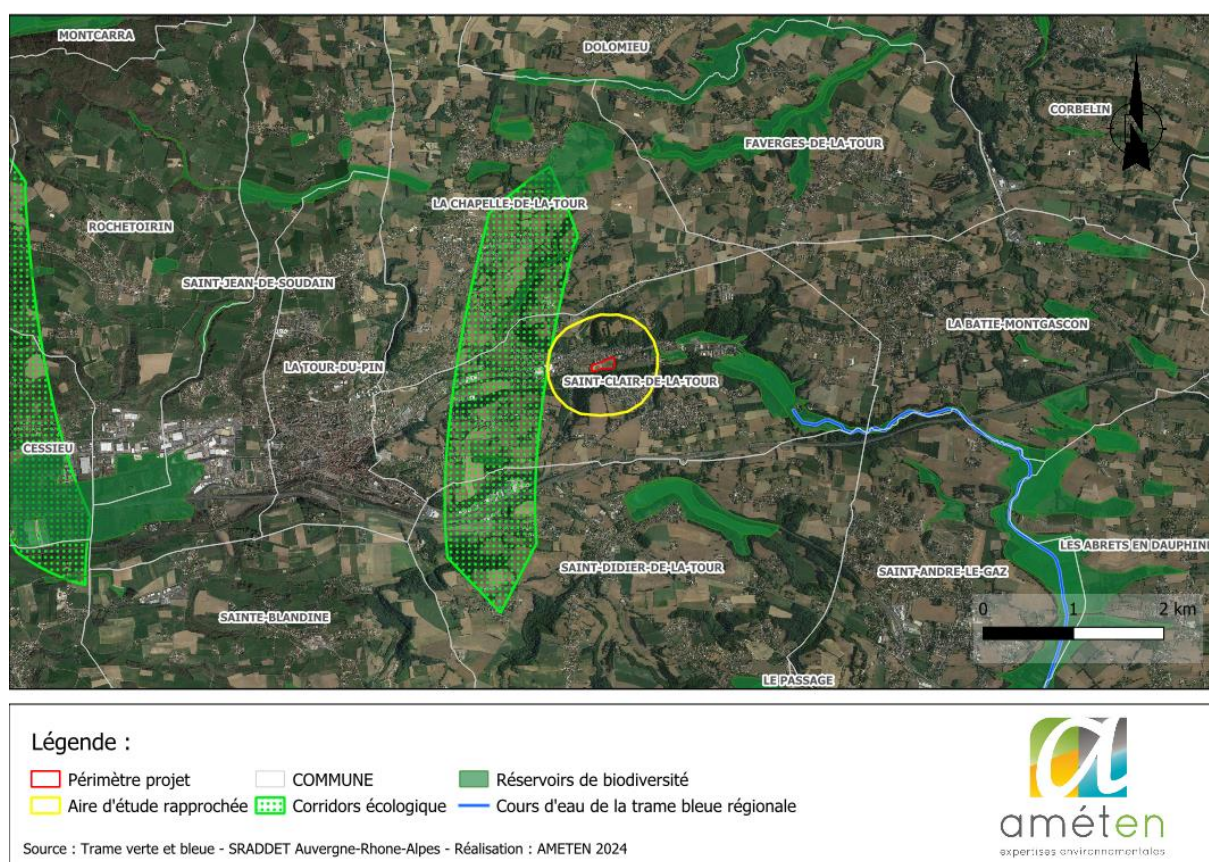 MONTCARRA
DOLOMIEU
CORBELIN
N
FAVERGES-DE-LA-TOUR
LA CHAPELLE-DE-LA-TOUR
ROCHETOIRIN
SAINT-JEAN-DE-SOUDAIN
LA BATIE-MONTGASCON
LA TOUR-DU-PIN
SAINT-CLAIR-DE-LA-TOUR
CESSIEU
LES ABRETS EN DAUPHINE
SAINT-DIDIER-DE-LA-TOUR
SAINT-ANDRE-LE-GAZ
SAINTE-BLANDINE
0 1 2 km
LE PASSAGE
Légende :
Périmètre projet
COMMUNE
Réservoirs de biodiversité
Aire d'étude rapprochée
Corridors écologique
Cours d'eau de la trame bleue régionale
Source : Trame verte et bleue - SRADDET Auvergne-Rhone-Alpes - Réalisation : AMETEN 2024
a
améten
expertises environnementales